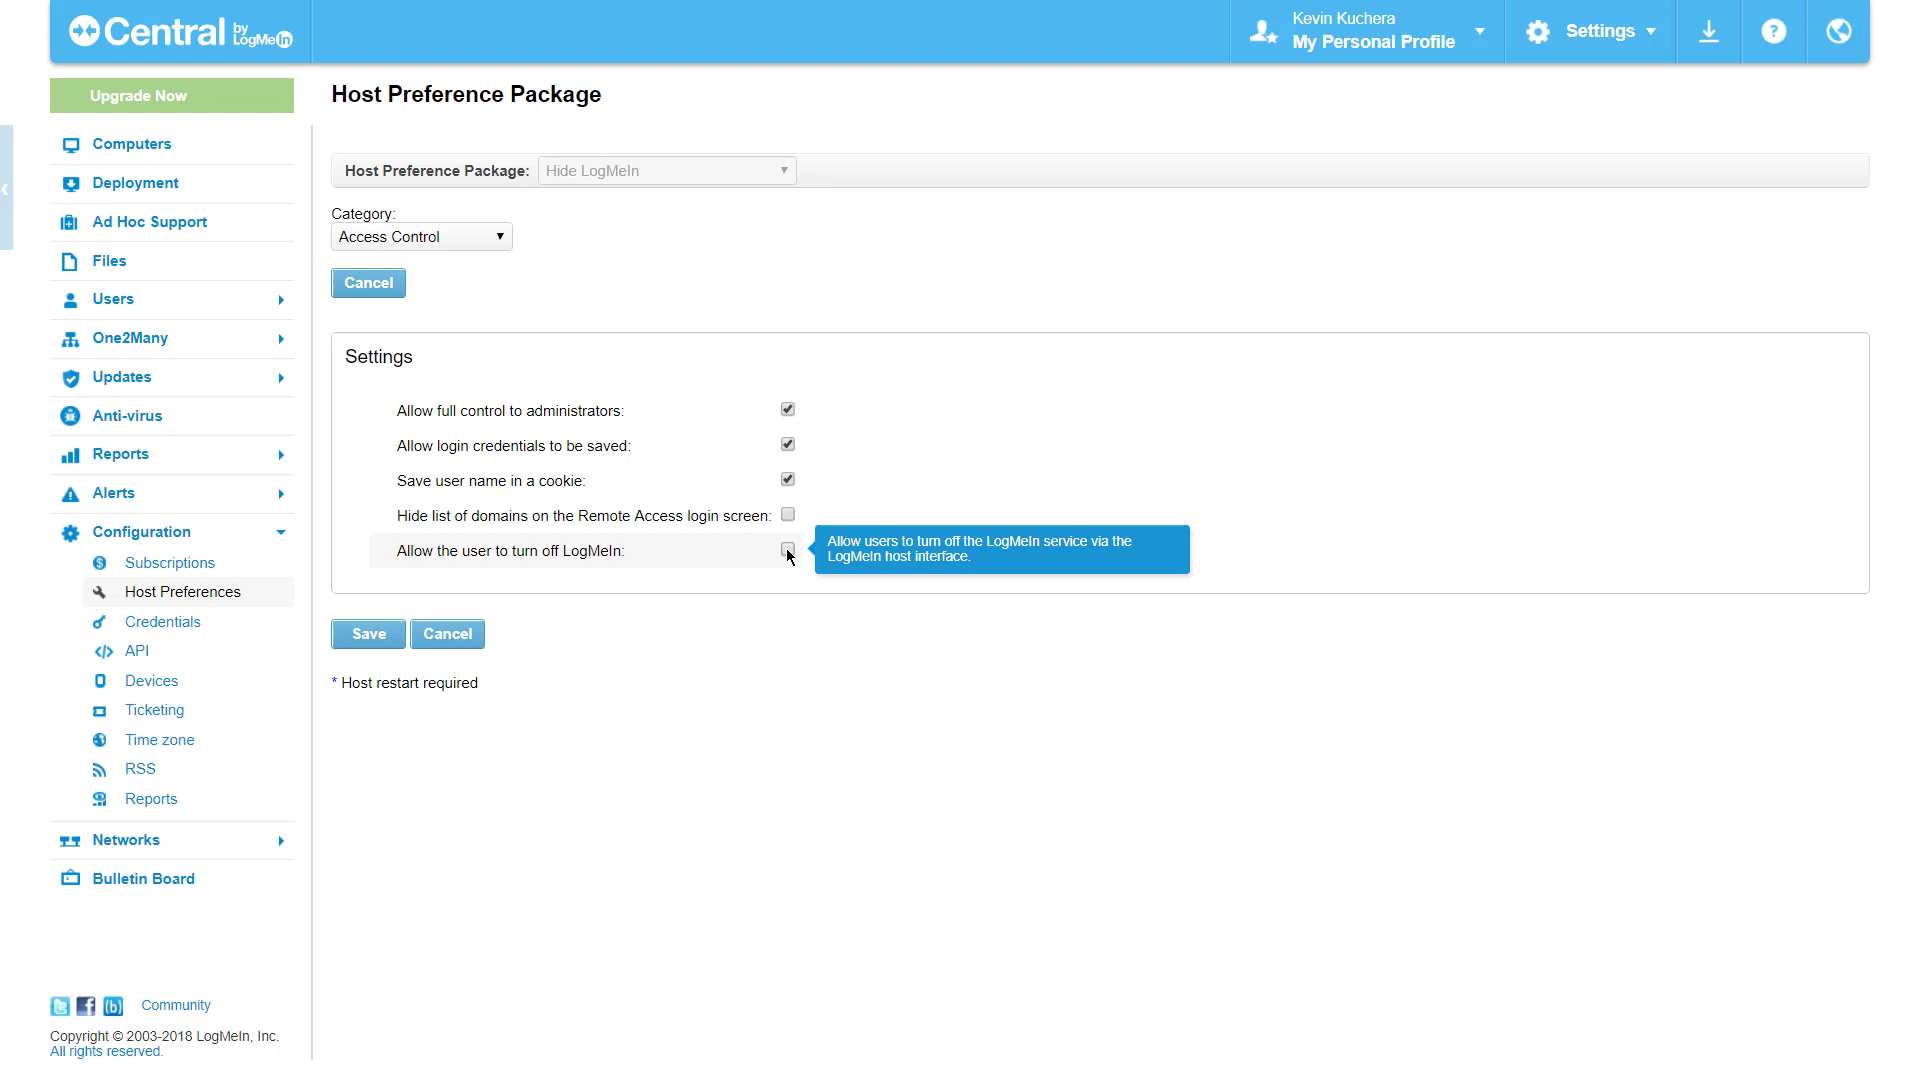 Central by LogMeIn
Kevin Kuchera
My Personal Profile
Settings
?
Upgrade Now
Computers
Deployment
Ad Hoc Support
Files
Users
One2Many
Updates
Anti-virus
Reports
Alerts
Configuration
Subscriptions
Host Preferences
Credentials
API
Devices
Ticketing
Time zone
RSS
Reports
Networks
Bulletin Board
Community
Copyright © 2003-2018 LogMeIn, Inc.
All rights reserved.
Host Preference Package
Host Preference Package: Hide LogMeIn
Category:
Access Control
Cancel
Settings
Allow full control to administrators:
Allow login credentials to be saved:
Save user name in a cookie:
Hide list of domains on the Remote Access login screen:
Allow the user to turn off LogMeIn:
Allow users to turn off the LogMeIn service via the
LogMeIn host interface.
Save Cancel
* Host restart required